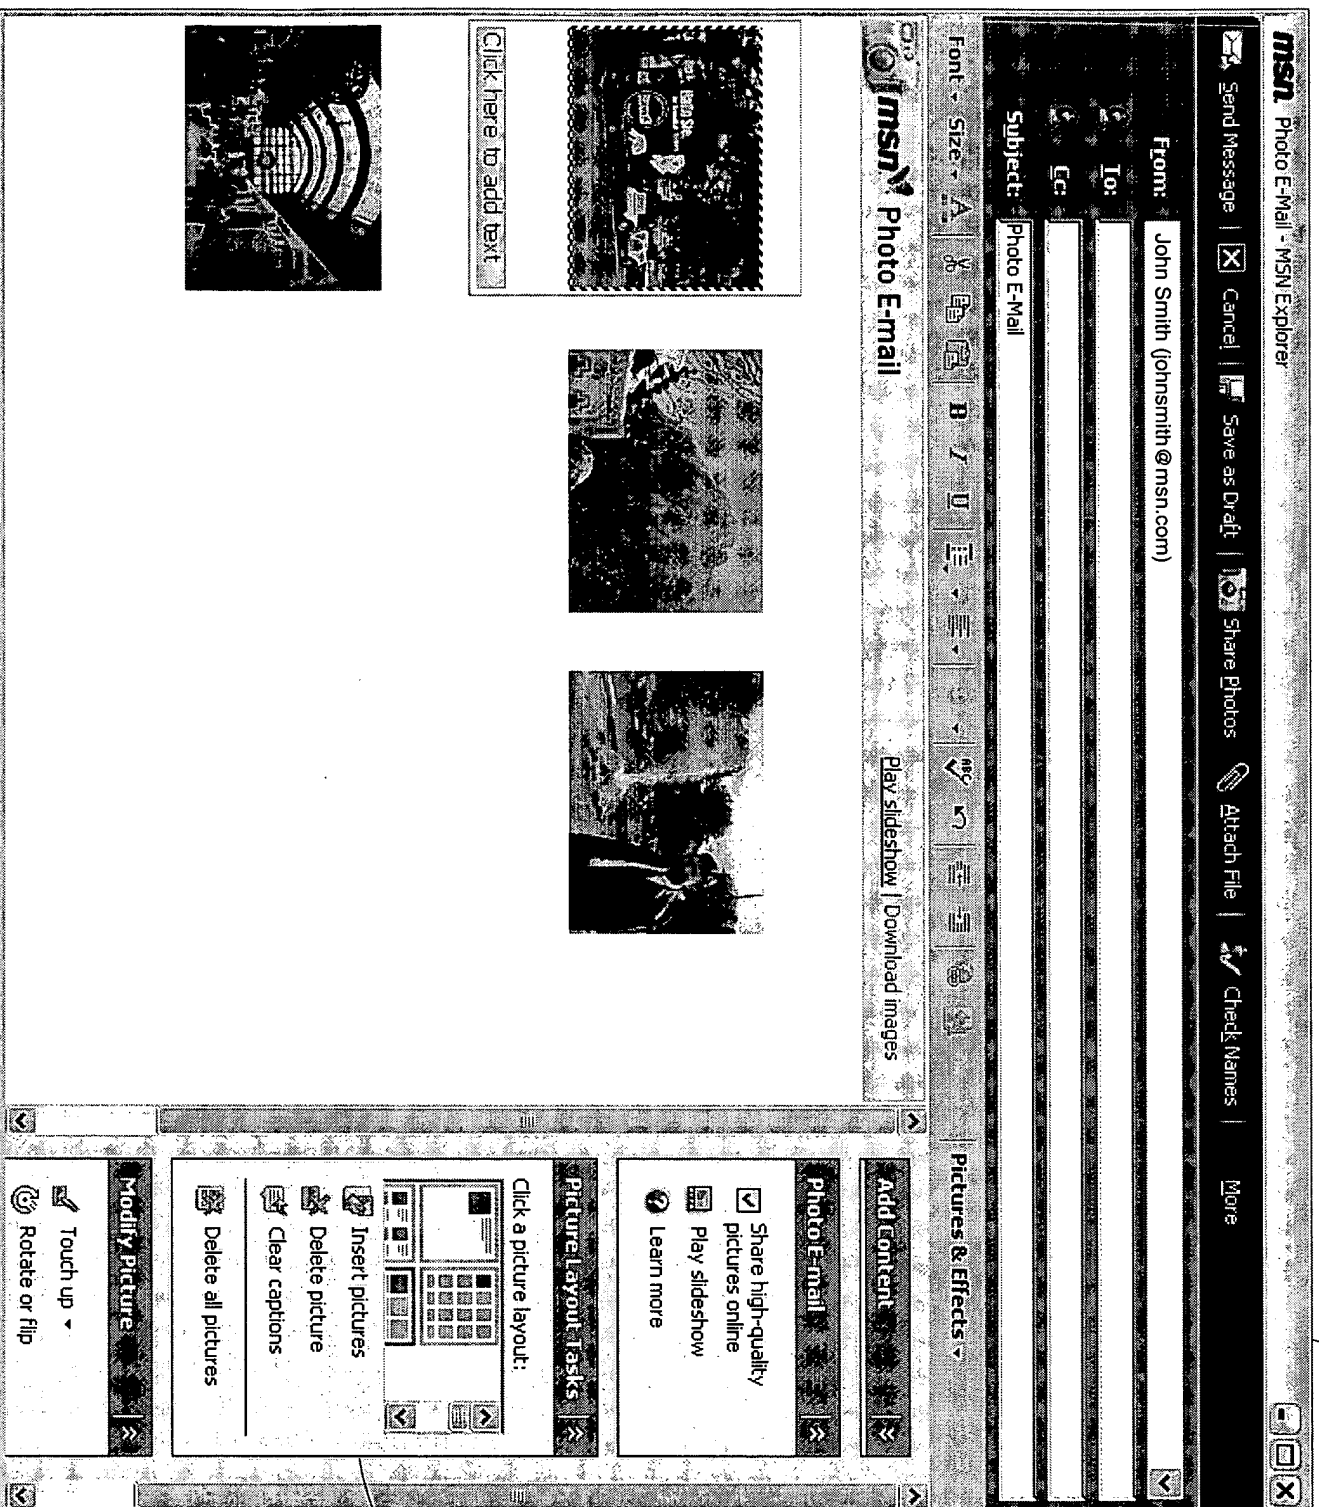 msn Photo E-Mail - MSN Explorer
Send Message | Cancel | Save as Draft | Share Photos Attach File | Check Names | More
From: John Smith (johnsmith@msn.com)
To:
Cc:
Subject: Photo E-Mail
Font Size A B I U ABC Pictures & Effects
msn Photo E-mail Play slideshow | Download images
Click here to add text
Add Content
Photo E-mail
Share high-quality
pictures online
Play slideshow
Learn more
Picture Layout Tasks
Click a picture layout:
Insert pictures
Delete picture
Clear captions
Delete all pictures
Modify Picture
Touch up
Rotate or flip